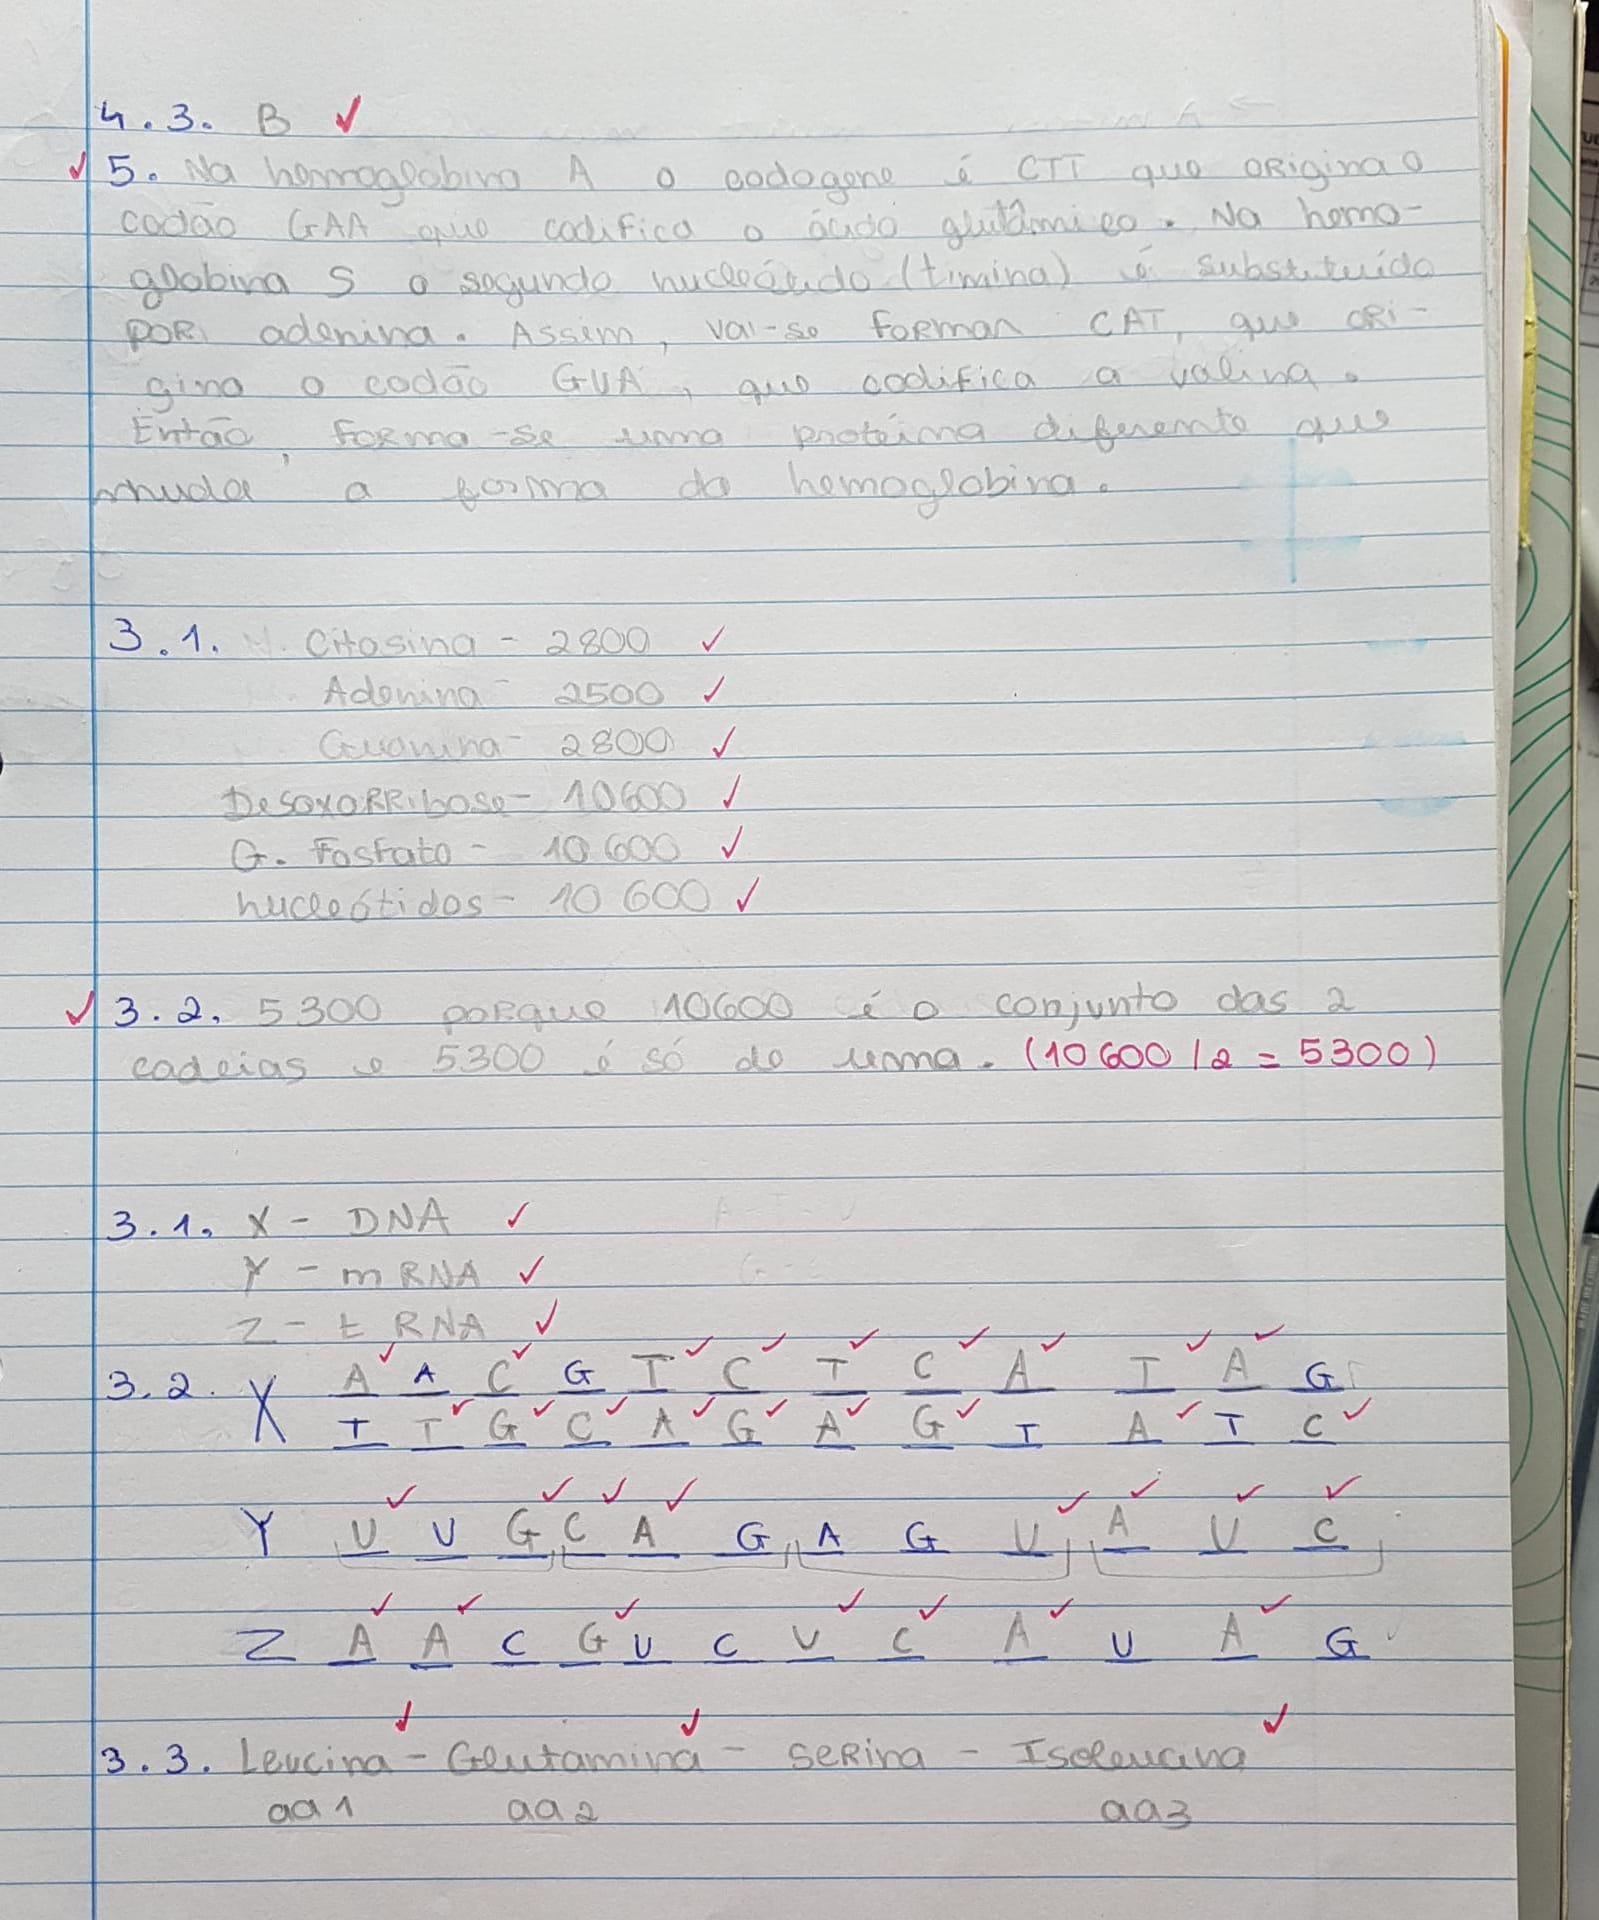 4.3. B ✓
✓ 5. Na hemoglobina A o codogene é CTT que origina o
codão GAA que codifica o ácido glutâmico. Na hemo-
globina S o segundo nucleótido (timina) é substituído
por adenina. Assim, vai-se formar CAT, que ori-
gina o codão GUA, que codifica a valina.
Então, forma-se uma proteína diferente que
muda a forma da hemoglobina.
3.1. Citosina - 2800 ✓
Adenina - 2500 ✓
Guanina - 2800 ✓
Desoxorribose - 10600 ✓
G. Fosfato - 10 600 ✓
nucleótidos - 10 600 ✓
✓ 3.2. 5300 porque 10600 é o conjunto das 2
cadeias e 5300 é só de uma. (10 600 / 2 = 5300)
3.1. X - DNA ✓
Y - mRNA ✓
Z - tRNA ✓
3.2. X A A C G T C T C A T A G
T T G C A G A G T A T C
Y U U G C A G A G U A U C
Z A A C G U C U C A U A G
3.3. Leucina - Glutamina - Serina - Isoleucina
aa1 aa2 aa3